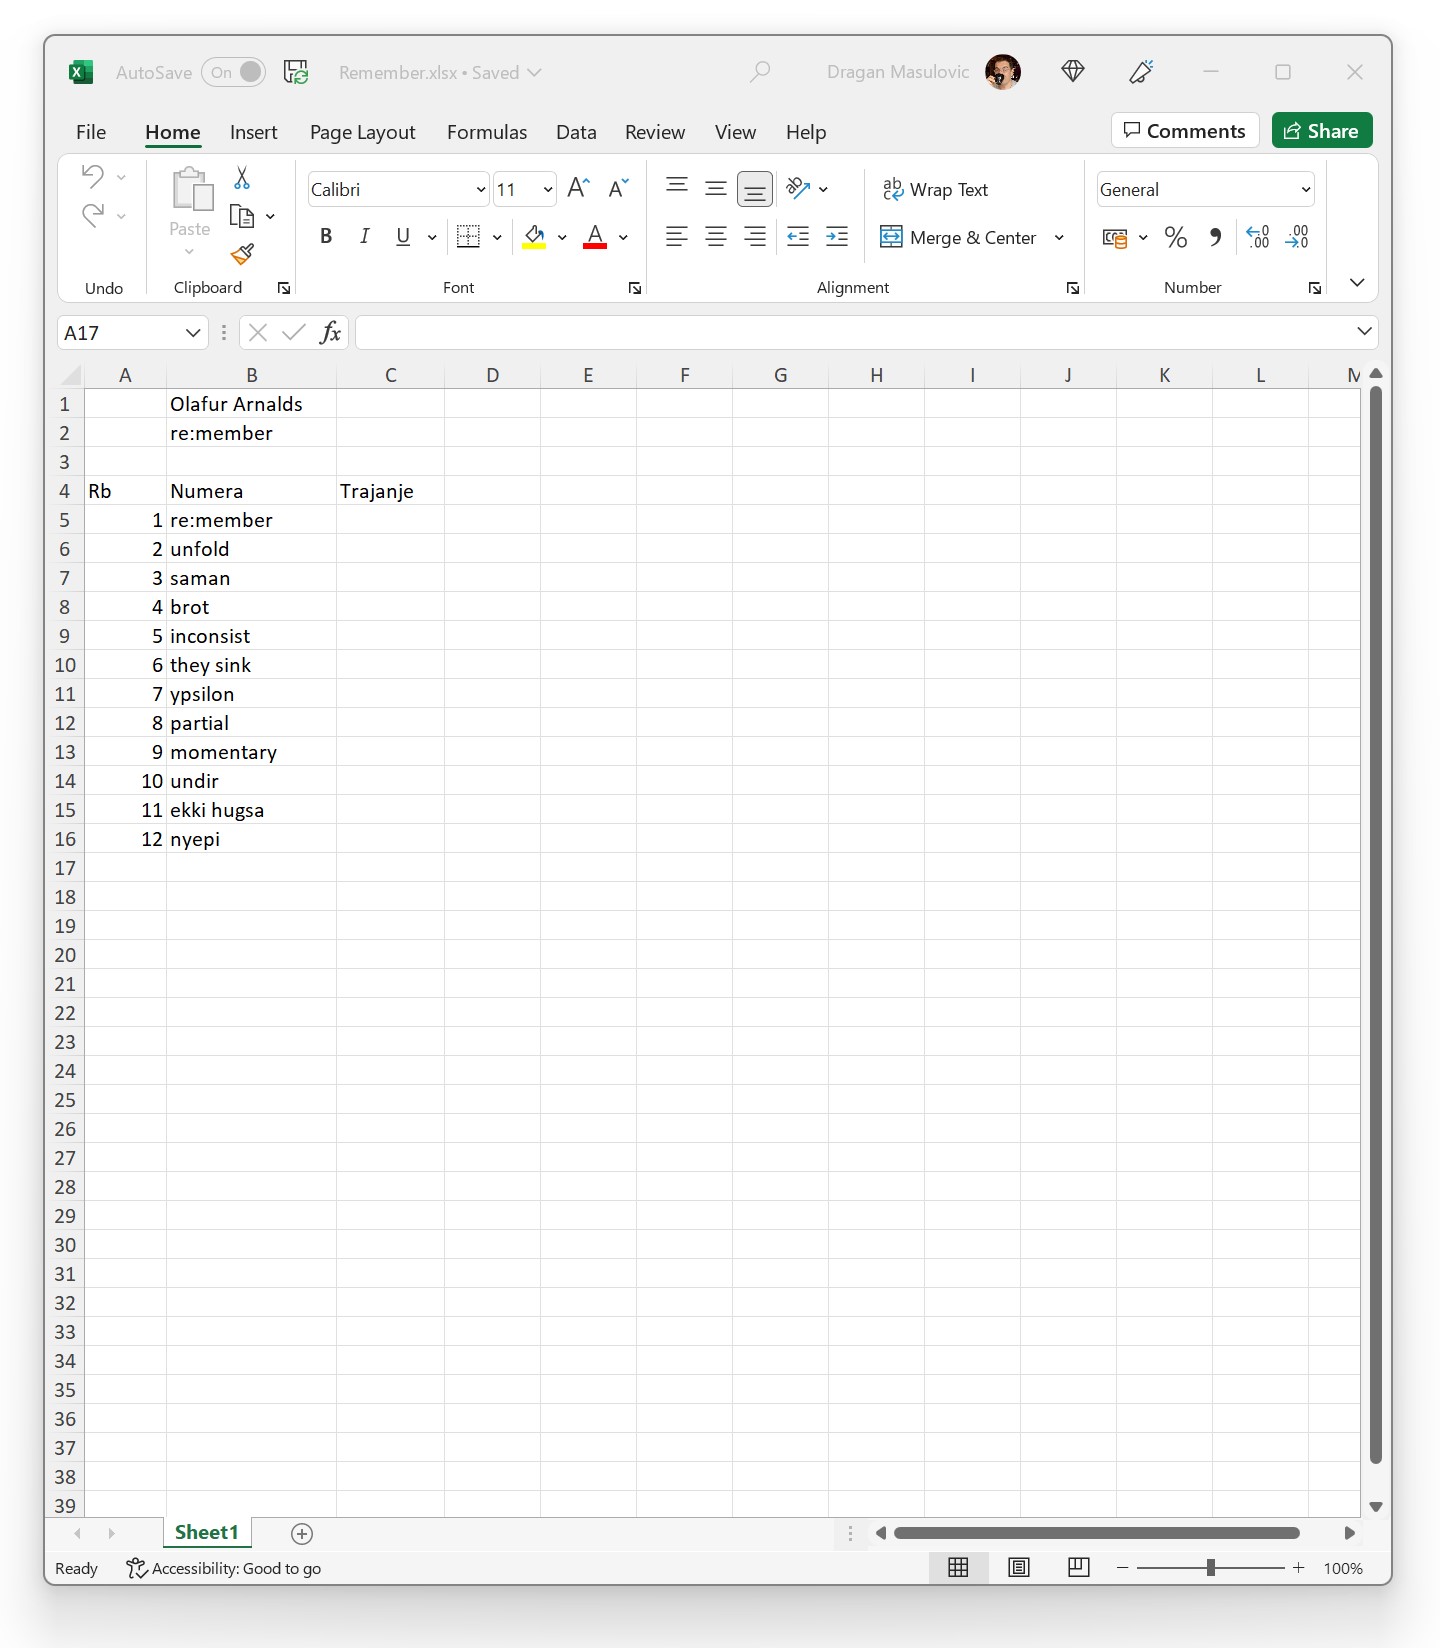 AutoSave On Remember.xlsx • Saved Dragan Masulovic
File Home Insert Page Layout Formulas Data Review View Help Comments Share
Calibri 11 ab Wrap Text General
Paste B I U A Merge & Center % 
Undo Clipboard Font Alignment Number
A17 fx
A B C D E F G H I J K L
1 Olafur Arnalds
2 re:member
3
4 Rb Numera Trajanje
5 1 re:member
6 2 unfold
7 3 saman
8 4 brot
9 5 inconsist
10 6 they sink
11 7 ypsilon
12 8 partial
13 9 momentary
14 10 undir
15 11 ekki hugsa
16 12 nyepi
17
18
19
20
21
22
23
24
25
26
27
28
29
30
31
32
33
34
35
36
37
38
39
Sheet1
Ready Accessibility: Good to go 100%